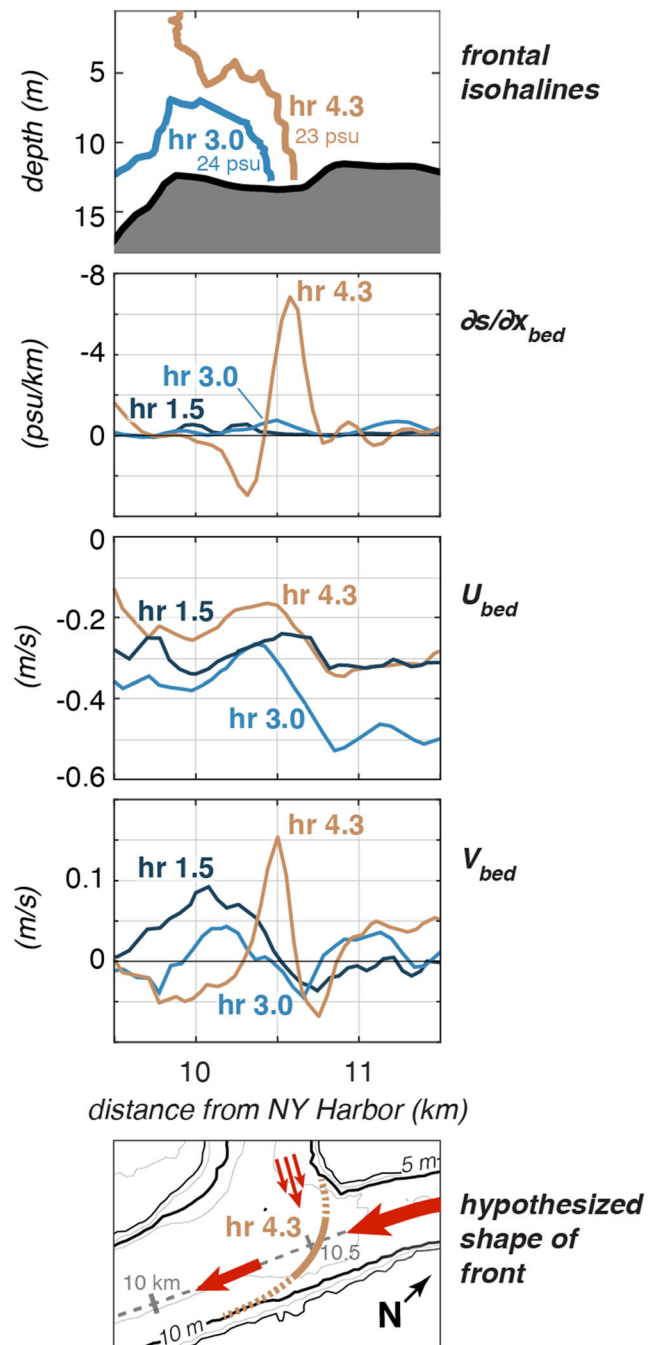 frontal
isohalines
depth (m)
5
10
15
hr 4.3
23 psu
hr 3.0
24 psu
∂s/∂x bed
(psu/km)
-8
-4
0
hr 4.3
hr 3.0
hr 1.5
U bed
(m/s)
0
-0.2
-0.4
-0.6
hr 1.5
hr 4.3
hr 3.0
V bed
(m/s)
0.1
0
hr 4.3
hr 1.5
hr 3.0
10
11
distance from NY Harbor (km)
hypothesized
shape of
front
5 m
hr 4.3
10.5
10 km
10 m
N